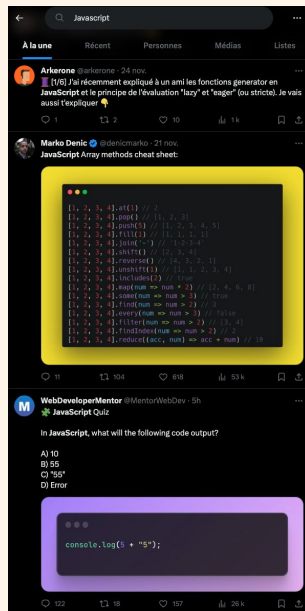 Javascript
À la une Récent Personnes Médias Listes
Arkerone @arkerone · 24 nov.
[1/6] J'ai récemment expliqué à un ami les fonctions generator en
JavaScript et le principe de l'évaluation "lazy" et "eager" (ou stricte). Je vais
aussi t'expliquer
1 2 10 1 k
Marko Denic @denicmarko · 21 nov.
JavaScript Array methods cheat sheet:
[1, 2, 3, 4].at(1) // 2
[1, 2, 3, 4].pop() // [1, 2, 3]
[1, 2, 3, 4].push(5) // [1, 2, 3, 4, 5]
[1, 2, 3, 4].fill(1) // [1, 1, 1, 1]
[1, 2, 3, 4].join('-') // '1-2-3-4'
[1, 2, 3, 4].shift() // [2, 3, 4]
[1, 2, 3, 4].reverse() // [4, 3, 2, 1]
[1, 2, 3, 4].unshift(1) // [1, 1, 2, 3, 4]
[1, 2, 3, 4].includes(2) // true
[1, 2, 3, 4].map(num => num * 2) // [2, 4, 6, 8]
[1, 2, 3, 4].some(num => num > 3) // true
[1, 2, 3, 4].find(num => num > 2) // 3
[1, 2, 3, 4].every(num => num > 3) // false
[1, 2, 3, 4].filter(num => num > 2) // [3, 4]
[1, 2, 3, 4].findIndex(num => num > 2) // 2
[1, 2, 3, 4].reduce((acc, num) => acc + num) // 10
11 104 618 53 k
WebDeveloperMentor @MentorWebDev · 5h
JavaScript Quiz
In JavaScript, what will the following code output?
A) 10
B) 55
C) "55"
D) Error
console.log(5 + "5");
122 18 157 26 k